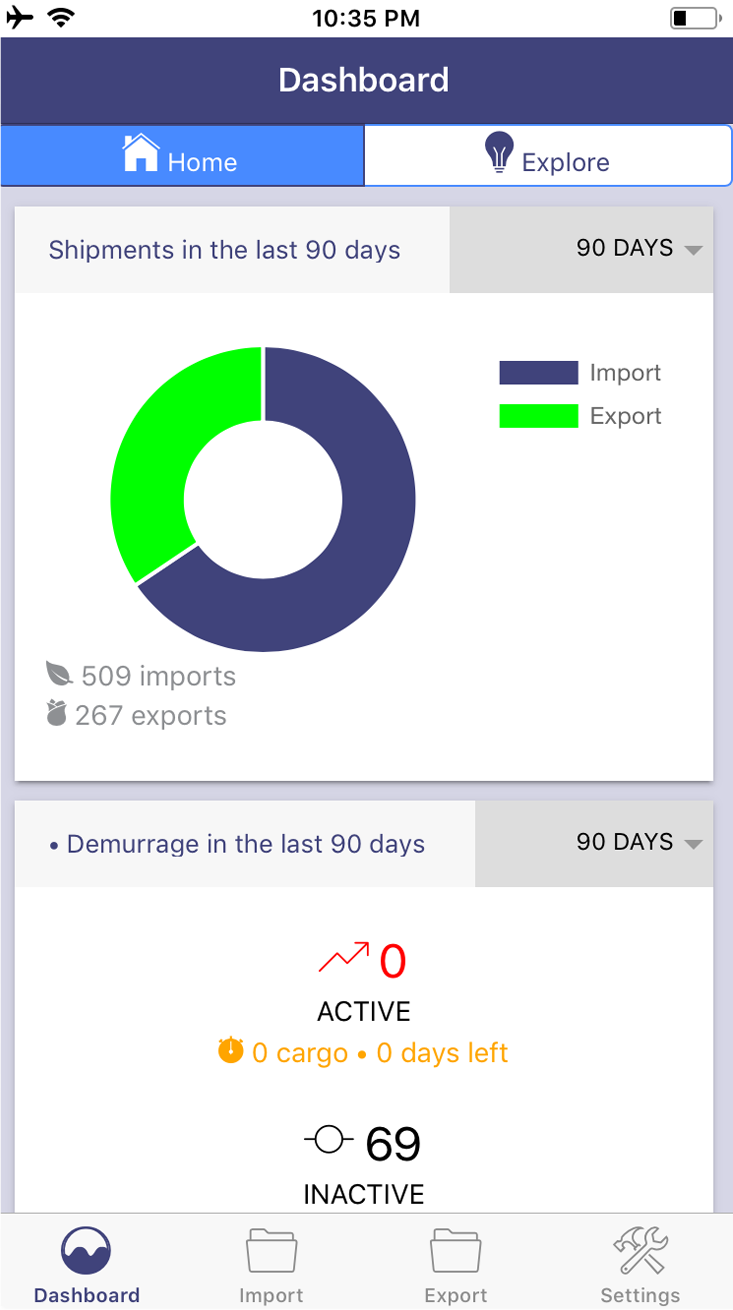 10:35 PM
Dashboard
Home
Explore
Shipments in the last 90 days
90 DAYS
Import
Export
509 imports
267 exports
• Demurrage in the last 90 days
90 DAYS
0
ACTIVE
0 cargo • 0 days left
69
INACTIVE
Dashboard
Import
Export
Settings